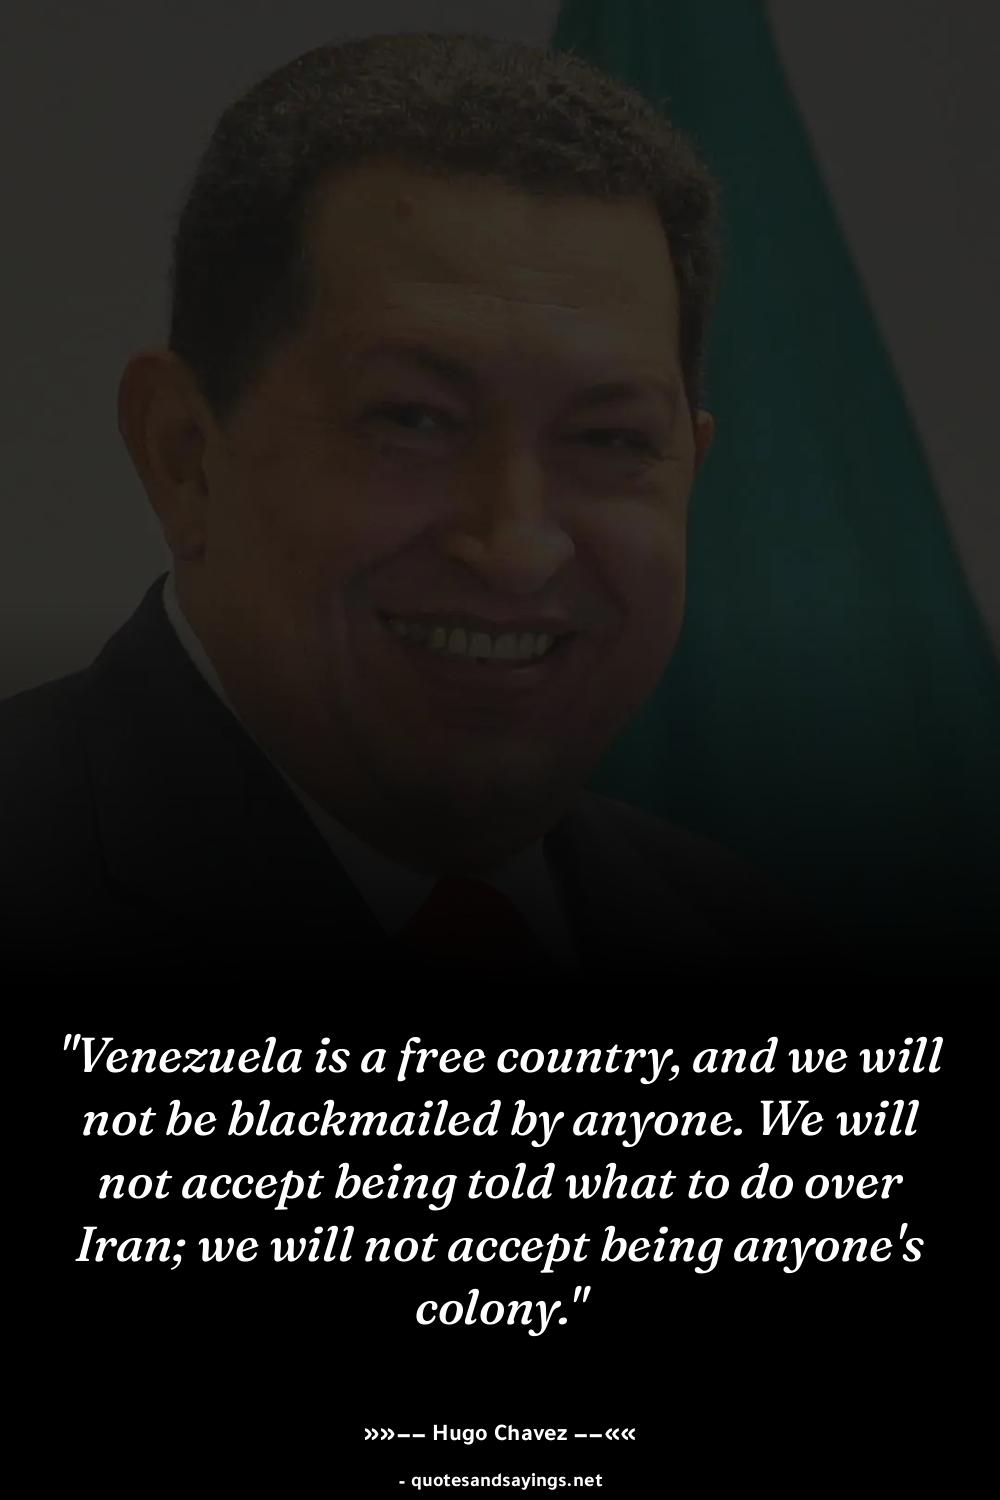 "Venezuela is a free country, and we will
not be blackmailed by anyone. We will
not accept being told what to do over
Iran; we will not accept being anyone's
colony."
»»–– Hugo Chavez ––««
- quotesandsayings.net